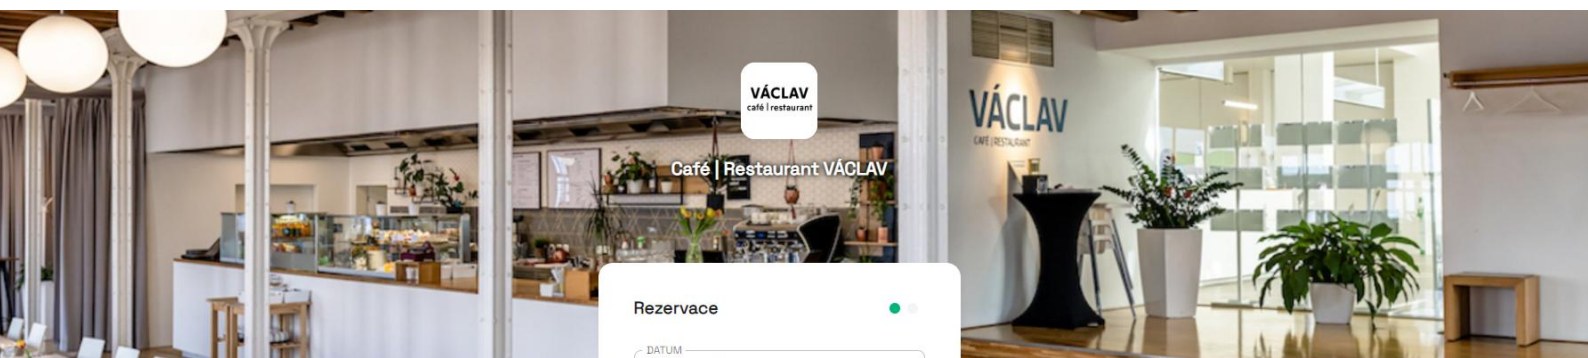 VÁCLAV
café | restaurant
Café | Restaurant VÁCLAV
VÁCLAV
CAFÉ | RESTAURANT
Rezervace
DATUM